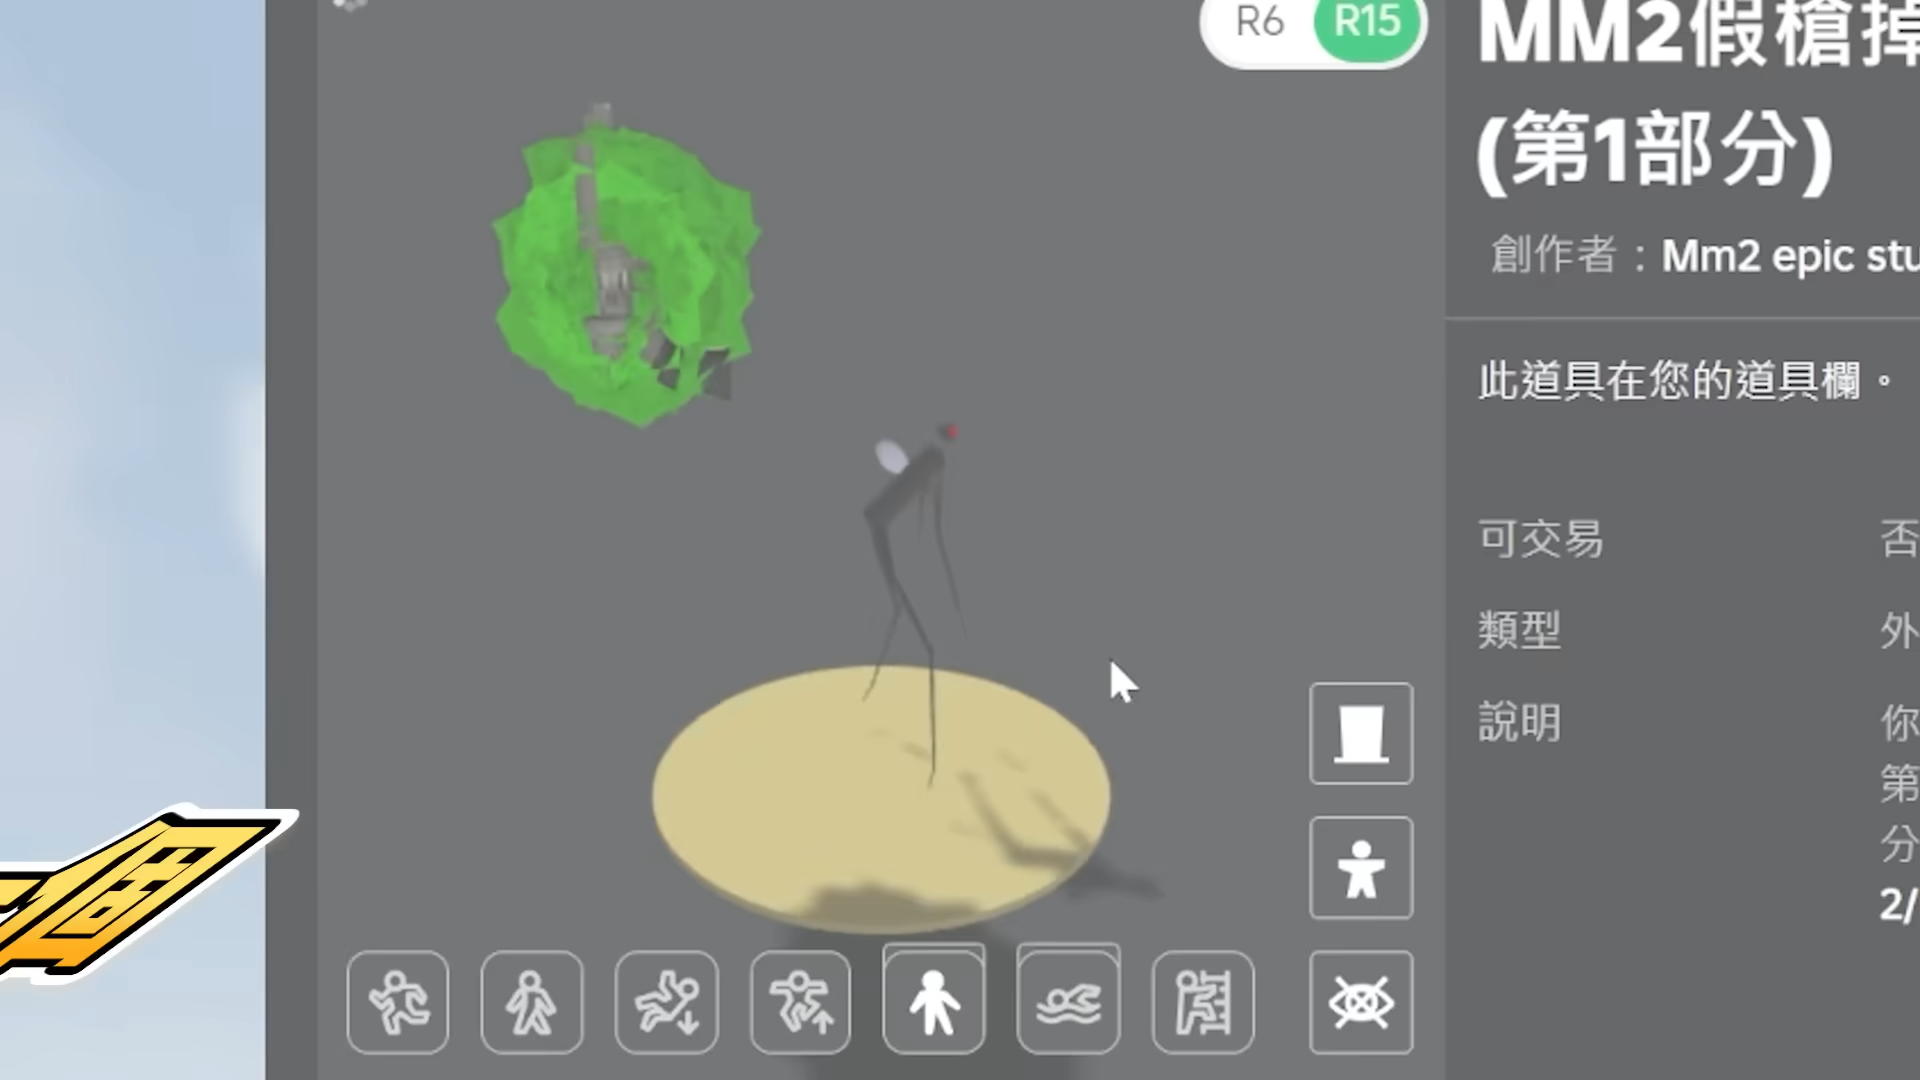 R6 R15
MM2假槍掉
(第1部分)
創作者：Mm2 epic stu
此道具在您的道具欄。
可交易 否
類型 外
說明 你
第
分
2/
個